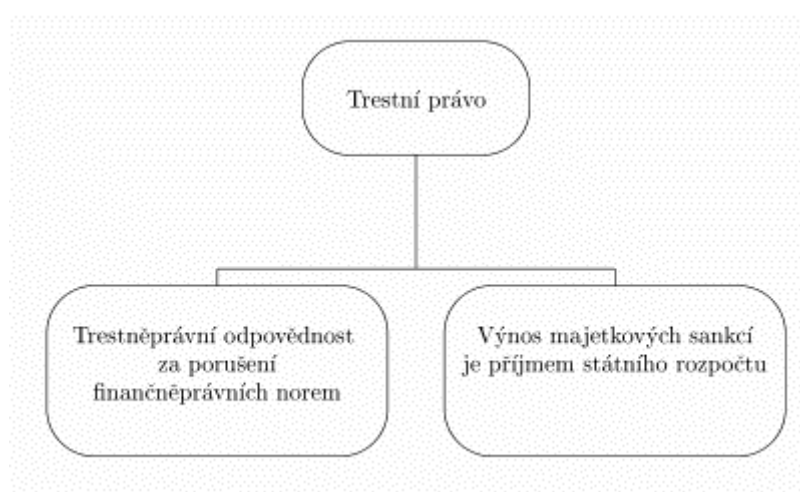 Trestní právo
Trestněprávní odpovědnost
za porušení
finančněprávních norem
Výnos majetkových sankcí
je příjmem státního rozpočtu